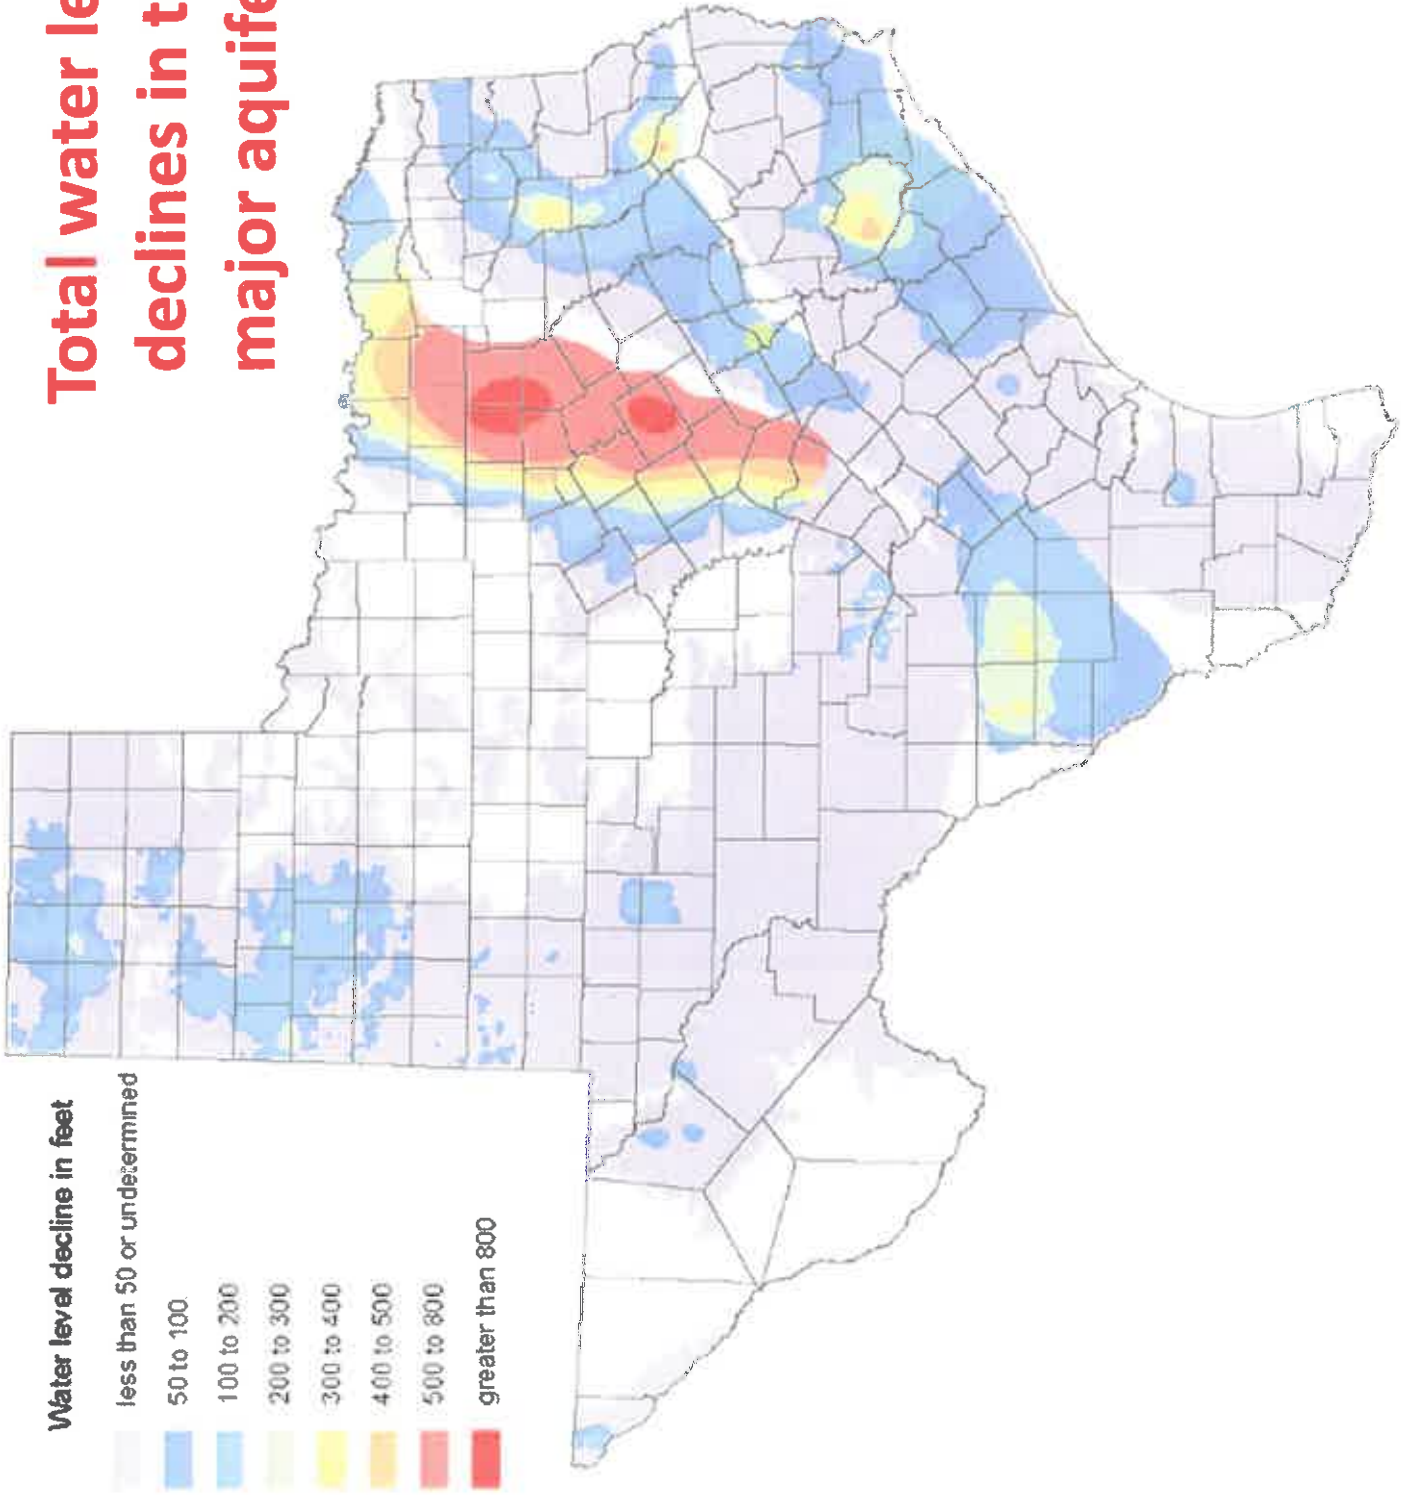 Total water le
declines in t
major aquife
Water level decline in feet
less than 50 or undetermined
50 to 100
100 to 200
200 to 300
300 to 400
400 to 500
500 to 800
greater than 800